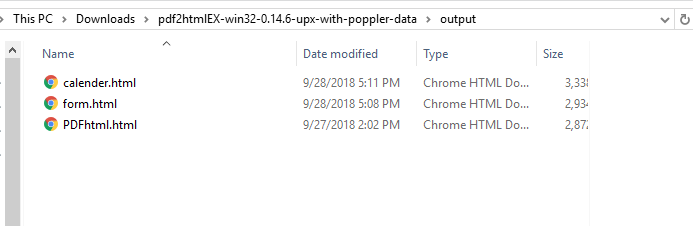 This PC > Downloads > pdf2htmlEX-win32-0.14.6-upx-with-poppler-data > output
Name Date modified Type Size
calender.html 9/28/2018 5:11 PM Chrome HTML Do... 3,338
form.html 9/28/2018 5:08 PM Chrome HTML Do... 2,934
PDFhtml.html 9/27/2018 2:02 PM Chrome HTML Do... 2,872